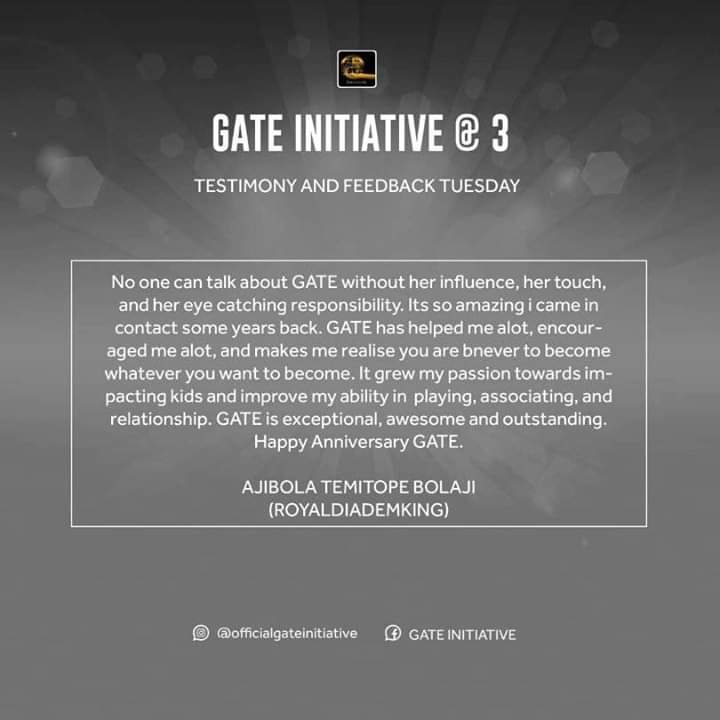 GATE INITIATIVE @ 3
TESTIMONY AND FEEDBACK TUESDAY
No one can talk about GATE without her influence, her touch,
and her eye catching responsibility. Its so amazing i came in
contact some years back. GATE has helped me alot, encour-
aged me alot, and makes me realise you are bnever to become
whatever you want to become. It grew my passion towards im-
pacting kids and improve my ability in playing, associating, and
relationship. GATE is exceptional, awesome and outstanding.
Happy Anniversary GATE.
AJIBOLA TEMITOPE BOLAJI
(ROYALDIADEMKING)
@officialgateinitiative
GATE INITIATIVE